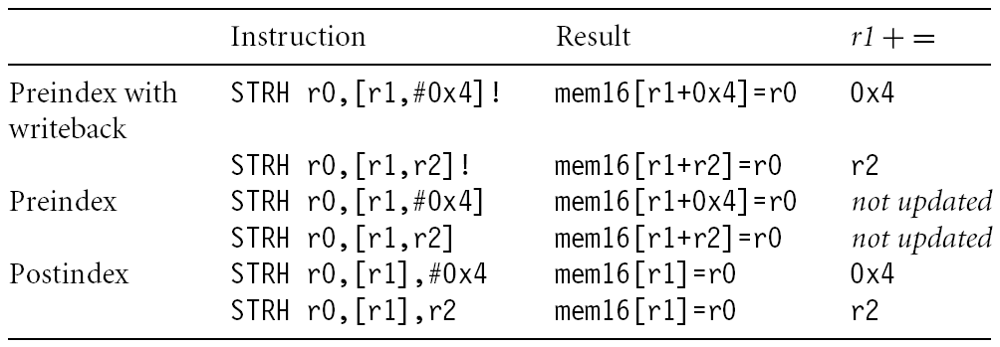 Instruction Result r1 + =
Preindex with STRH r0,[r1,#0x4]! mem16[r1+0x4]=r0 0x4
writeback
STRH r0,[r1,r2]! mem16[r1+r2]=r0 r2
Preindex STRH r0,[r1,#0x4] mem16[r1+0x4]=r0 not updated
STRH r0,[r1,r2] mem16[r1+r2]=r0 not updated
Postindex STRH r0,[r1],#0x4 mem16[r1]=r0 0x4
STRH r0,[r1],r2 mem16[r1]=r0 r2